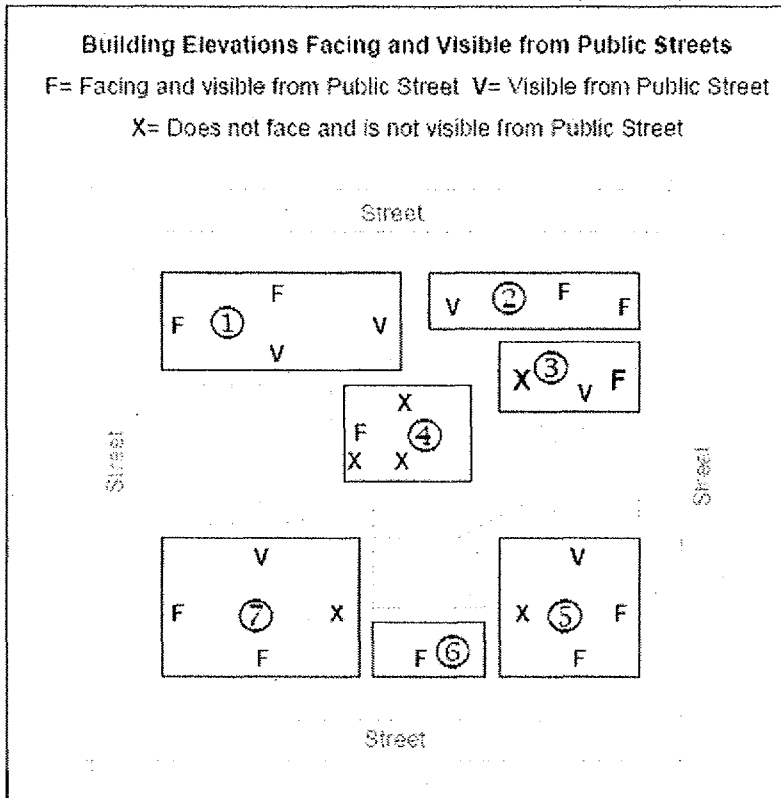 Building Elevations Facing and Visible from Public Streets
F= Facing and visible from Public Street V= Visible from Public Street
X= Does not face and is not visible from Public Street
Street
F
F ① V
V
V ② F F
X ③ V F
X
F ④
X X
Street
Street
V
F ⑦ X
F
F ⑥
V
X ⑤ F
F
Street